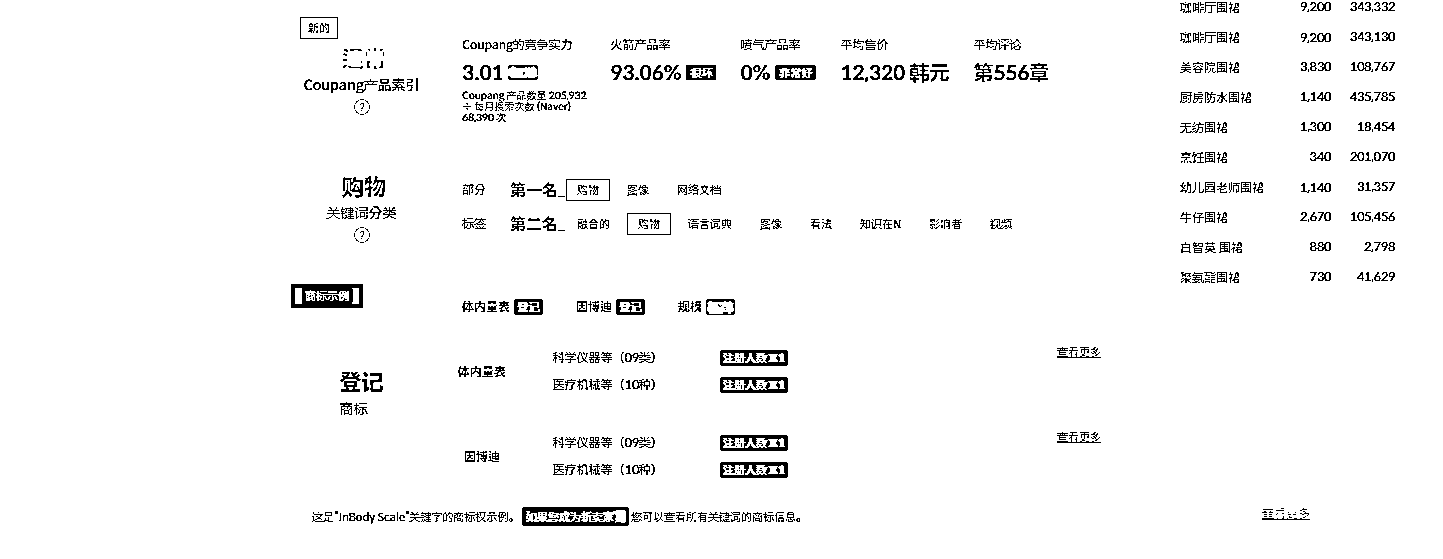 新的
Coupang产品索引
?
Coupang的竞争实力 火箭产品率 喷气产品率 平均售价 平均评论
3.01 93.06% 很坏 0% 非常好 12,320 韩元 第556章
Coupang 产品数量 205,932
÷ 每月搜索次数 (Naver)
68,390 次
购物
关键词分类
?
部分 第一名_ 购物 图像 网络文档
标签 第二名_ 融合的 购物 语言词典 图像 看法 知识在N 影响者 视频
商标示例
体内量表 登记 因博迪 登记 规模
登记
商标
体内量表
科学仪器等（09类） 注册人数 1
医疗机械等（10种） 注册人数 1
查看更多
因博迪
科学仪器等（09类） 注册人数 1
医疗机械等（10种） 注册人数 1
查看更多
这是"InBody Scale"关键字的商标权示例。 如果您成为新卖家 您可以查看所有关键词的商标信息。
咖啡厅围裙 9,200 343,332
咖啡厅围裙 9,200 343,130
美容院围裙 3,830 108,767
厨房防水围裙 1,140 435,785
无纺围裙 1,300 18,454
烹饪围裙 340 201,070
幼儿园老师围裙 1,140 31,357
牛仔围裙 2,670 105,456
白智英 围裙 880 2,798
聚氨酯围裙 730 41,629
查看更多